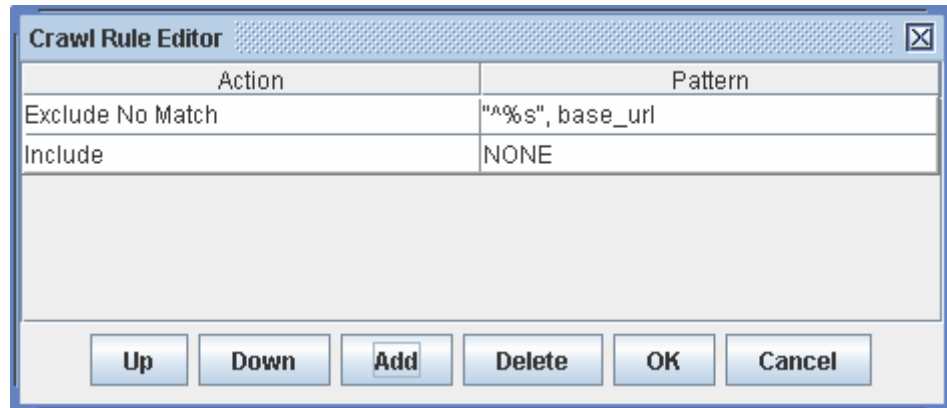 Crawl Rule Editor
Action Pattern
Exclude No Match "^%s", base_url
Include NONE
Up Down Add Delete OK Cancel